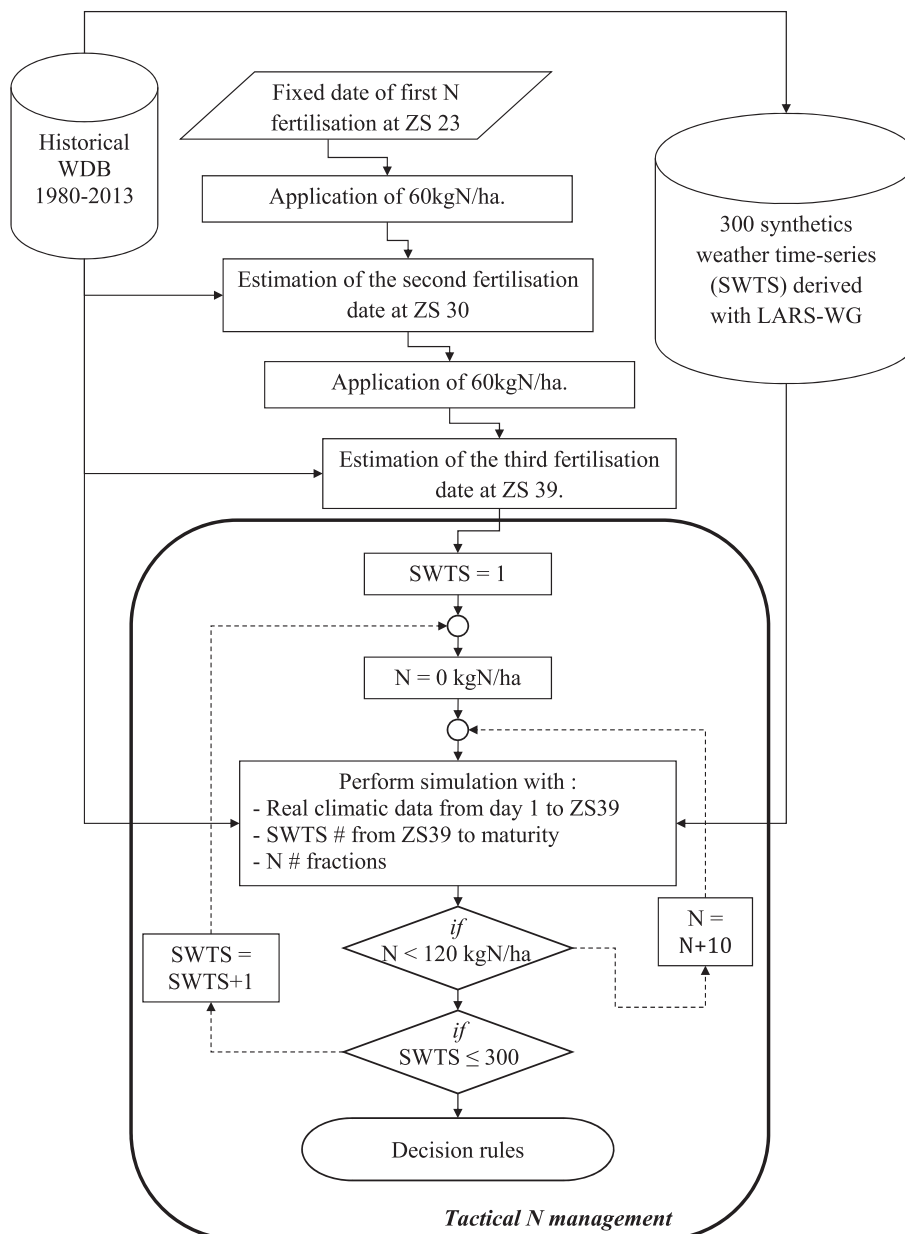 Fixed date of first N
fertilisation at ZS 23
Historical
WDB
1980-2013
Application of 60kgN/ha.
300 synthetics
weather time-series
(SWTS) derived
with LARS-WG
Estimation of the second fertilisation
date at ZS 30
Application of 60kgN/ha.
Estimation of the third fertilisation
date at ZS 39.
SWTS = 1
N = 0 kgN/ha
Perform simulation with :
- Real climatic data from day 1 to ZS39
- SWTS # from ZS39 to maturity
- N # fractions
if
N < 120 kgN/ha
N =
N+10
SWTS =
SWTS+1
if
SWTS ≤ 300
Decision rules
Tactical N management